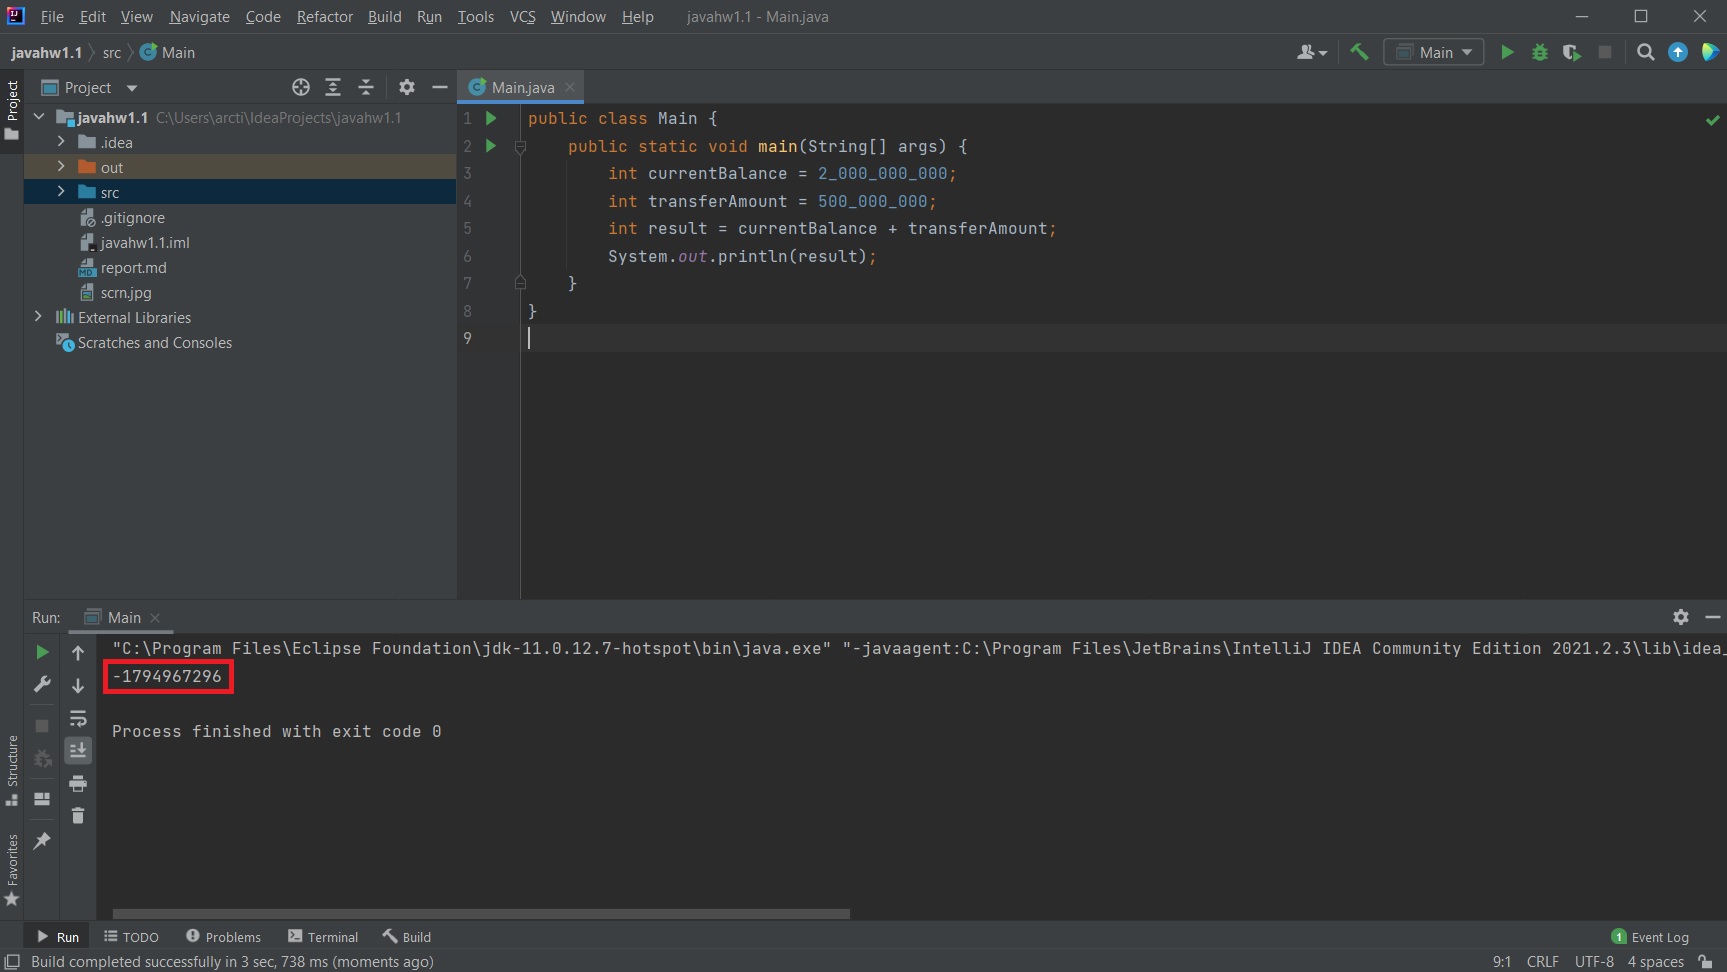 File Edit View Navigate Code Refactor Build Run Tools VCS Window Help javahw1.1 - Main.java
javahw1.1 src Main
Main
Project
Project
Main.java
javahw1.1 C:\Users\arcti\IdeaProjects\javahw1.1
.idea
out
src
.gitignore
javahw1.1.iml
report.md
scrn.jpg
External Libraries
Scratches and Consoles
1 public class Main {
2 public static void main(String[] args) {
3 int currentBalance = 2_000_000_000;
4 int transferAmount = 500_000_000;
5 int result = currentBalance + transferAmount;
6 System.out.println(result);
7 }
8 }
9
Run: Main
"C:\Program Files\Eclipse Foundation\jdk-11.0.12.7-hotspot\bin\java.exe" "-javaagent:C:\Program Files\JetBrains\IntelliJ IDEA Community Edition 2021.2.3\lib\idea_
-1794967296
Process finished with exit code 0
Structure
Favorites
Run TODO Problems Terminal Build 1 Event Log
Build completed successfully in 3 sec, 738 ms (moments ago) 9:1 CRLF UTF-8 4 spaces